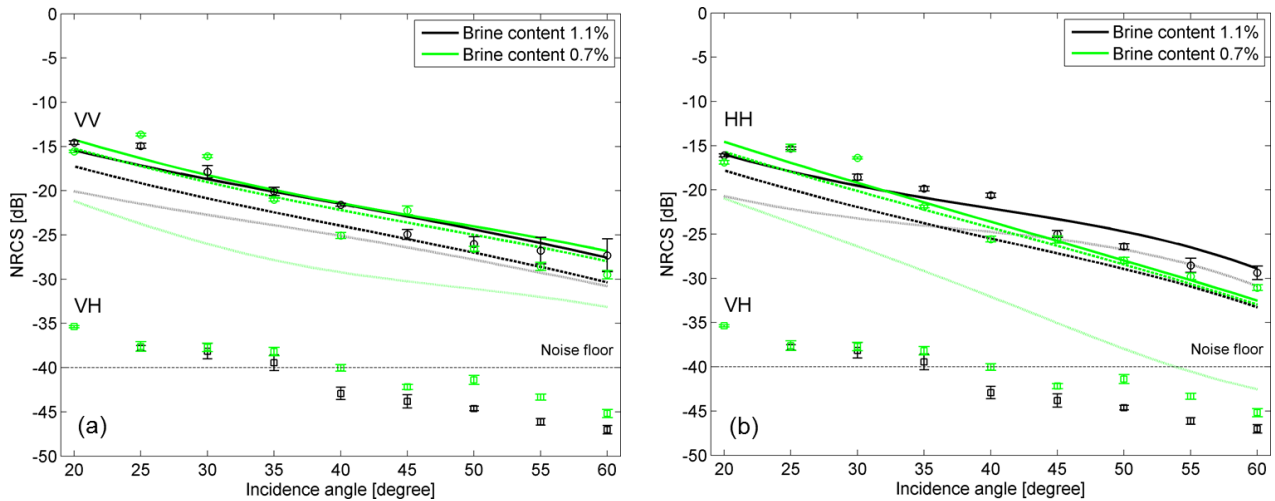 0
-5
-10
-15
-20
-25
-30
-35
-40
-45
-50
NRCS [dB]
Brine content 1.1%
Brine content 0.7%
VV
VH
Noise floor
(a)
20 25 30 35 40 45 50 55 60
Incidence angle [degree]
0
-5
-10
-15
-20
-25
-30
-35
-40
-45
-50
NRCS [dB]
Brine content 1.1%
Brine content 0.7%
HH
VH
Noise floor
(b)
20 25 30 35 40 45 50 55 60
Incidence angle [degree]